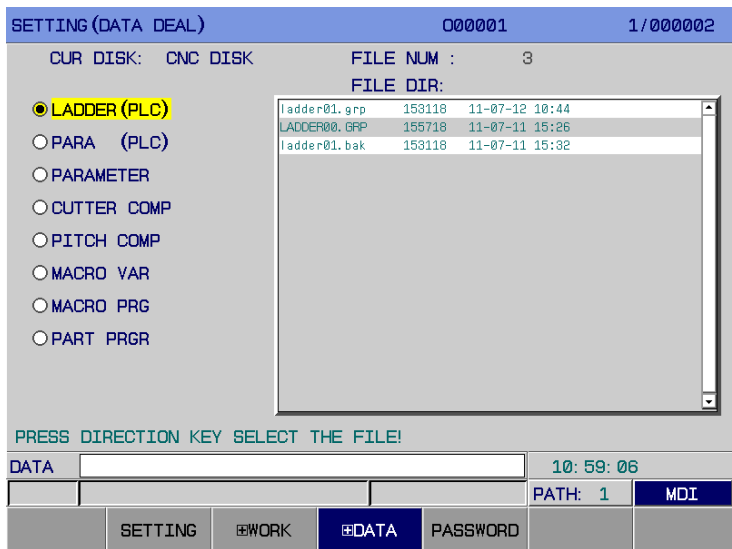 SETTING(DATA DEAL) O00001 1/000002
CUR DISK: CNC DISK FILE NUM : 3
FILE DIR:
LADDER(PLC)
PARA (PLC)
PARAMETER
CUTTER COMP
PITCH COMP
MACRO VAR
MACRO PRG
PART PRGR
ladder01.grp 153118 11-07-12 10:44
LADDER00.GRP 155718 11-07-11 15:26
ladder01.bak 153118 11-07-11 15:32
PRESS DIRECTION KEY SELECT THE FILE!
DATA 10:59:06
PATH: 1 MDI
SETTING ⊞WORK ⊞DATA PASSWORD